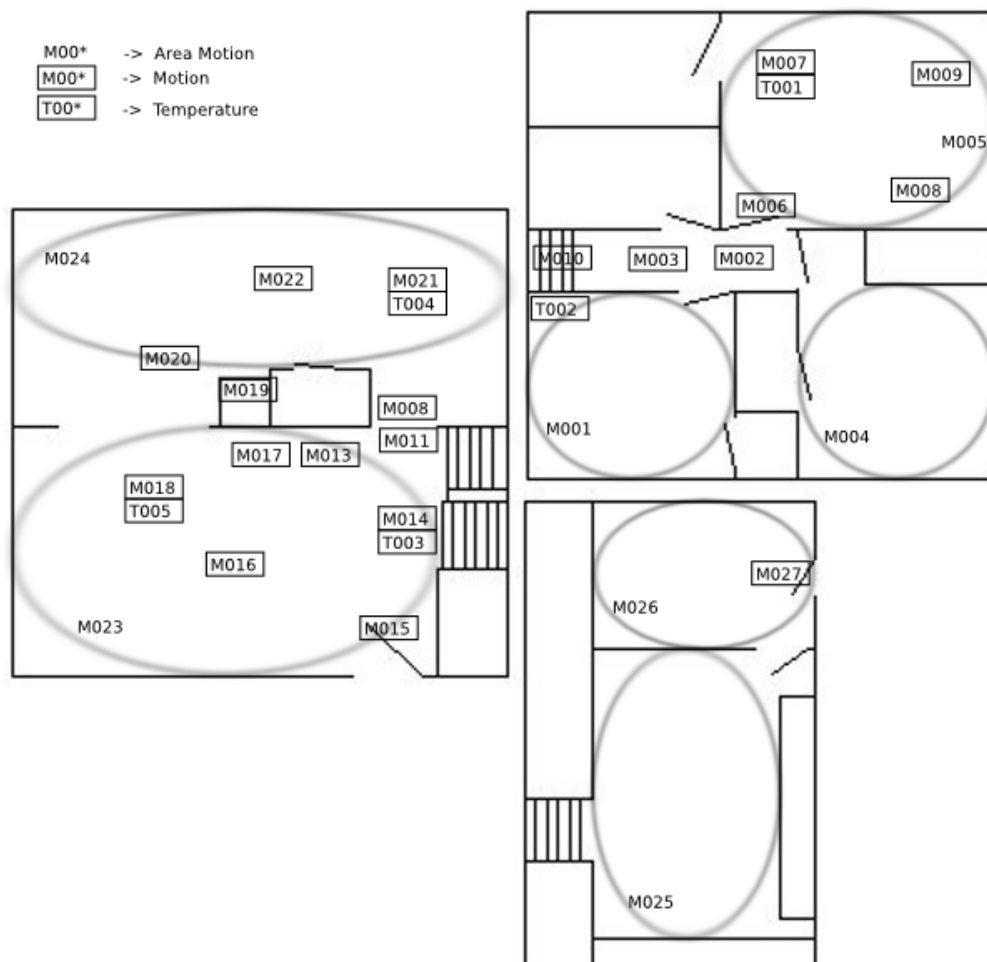 M00* -> Area Motion
M00* -> Motion
T00* -> Temperature
M007
T001
M009
M005
M008
M006
M010
M003
M002
T002
M001
M004
M024
M022
M021
T004
M020
M019
M008
M011
M017
M013
M018
T005
M014
T003
M016
M023
M015
M027
M026
M025